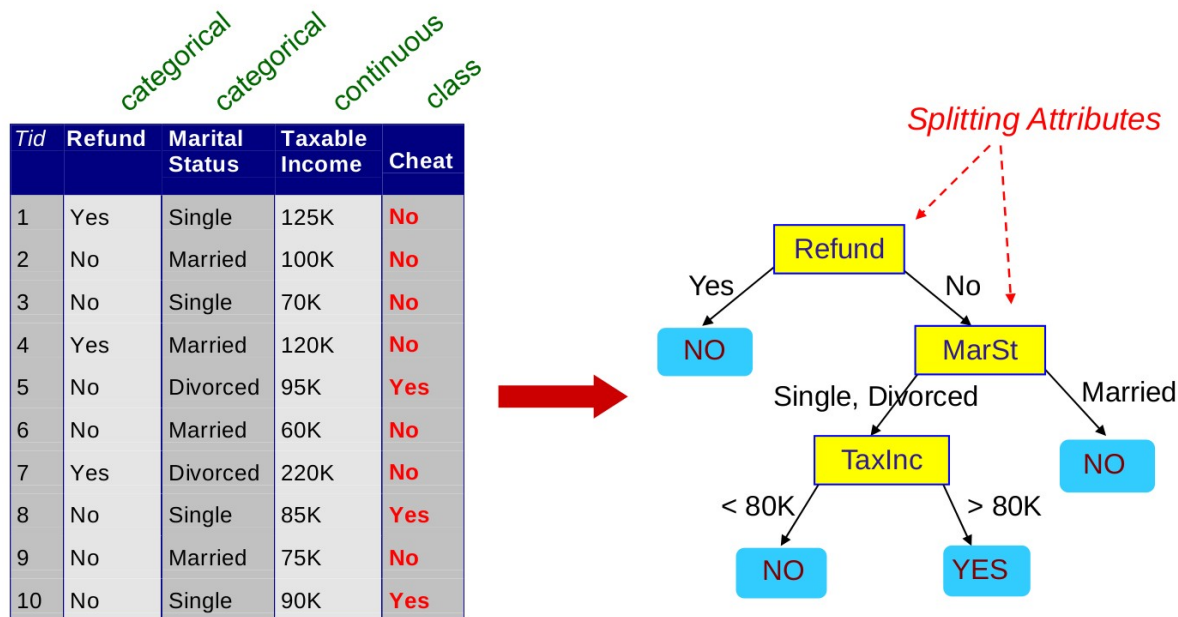 categorical categorical continuous class
Tid Refund Marital Status Taxable Income Cheat
1 Yes Single 125K No
2 No Married 100K No
3 No Single 70K No
4 Yes Married 120K No
5 No Divorced 95K Yes
6 No Married 60K No
7 Yes Divorced 220K No
8 No Single 85K Yes
9 No Married 75K No
10 No Single 90K Yes
Splitting Attributes
Refund
Yes No
NO MarSt
Single, Divorced Married
TaxInc NO
< 80K > 80K
NO YES